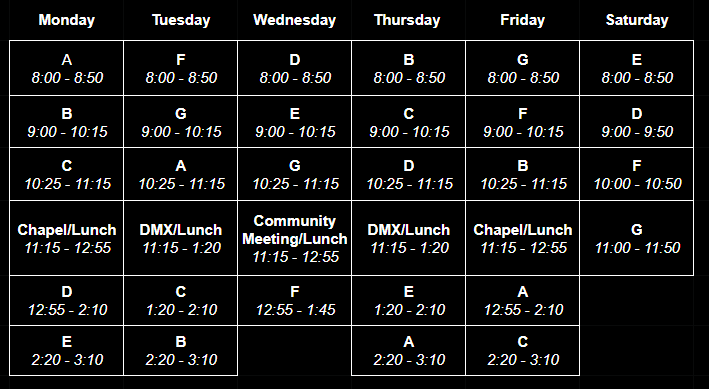 Monday Tuesday Wednesday Thursday Friday Saturday
A F D B G E
8:00 - 8:50 8:00 - 8:50 8:00 - 8:50 8:00 - 8:50 8:00 - 8:50 8:00 - 8:50
B G E C F D
9:00 - 10:15 9:00 - 10:15 9:00 - 10:15 9:00 - 10:15 9:00 - 10:15 9:00 - 9:50
C A G D B F
10:25 - 11:15 10:25 - 11:15 10:25 - 11:15 10:25 - 11:15 10:25 - 11:15 10:00 - 10:50
Chapel/Lunch DMX/Lunch Community Meeting/Lunch DMX/Lunch Chapel/Lunch G
11:15 - 12:55 11:15 - 1:20 11:15 - 12:55 11:15 - 1:20 11:15 - 12:55 11:00 - 11:50
D C F E A
12:55 - 2:10 1:20 - 2:10 12:55 - 1:45 1:20 - 2:10 12:55 - 2:10
E B A C
2:20 - 3:10 2:20 - 3:10 2:20 - 3:10 2:20 - 3:10